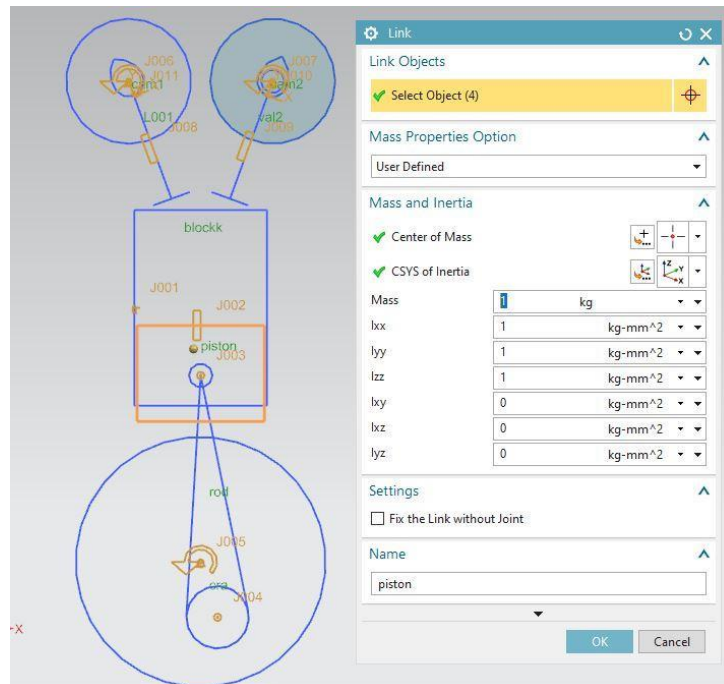 J006
J011
cam1
L001
J008
J007
J010
cam2
val2
J009
blockk
J001
J002
piston
J003
rod
J005
cra
J004
X
Link
Link Objects
Select Object (4)
Mass Properties Option
User Defined
Mass and Inertia
Center of Mass
CSYS of Inertia
Z
Y
X
Mass 1 kg
Ixx 1 kg-mm^2
Iyy 1 kg-mm^2
Izz 1 kg-mm^2
Ixy 0 kg-mm^2
Ixz 0 kg-mm^2
Iyz 0 kg-mm^2
Settings
Fix the Link without Joint
Name
piston
OK Cancel